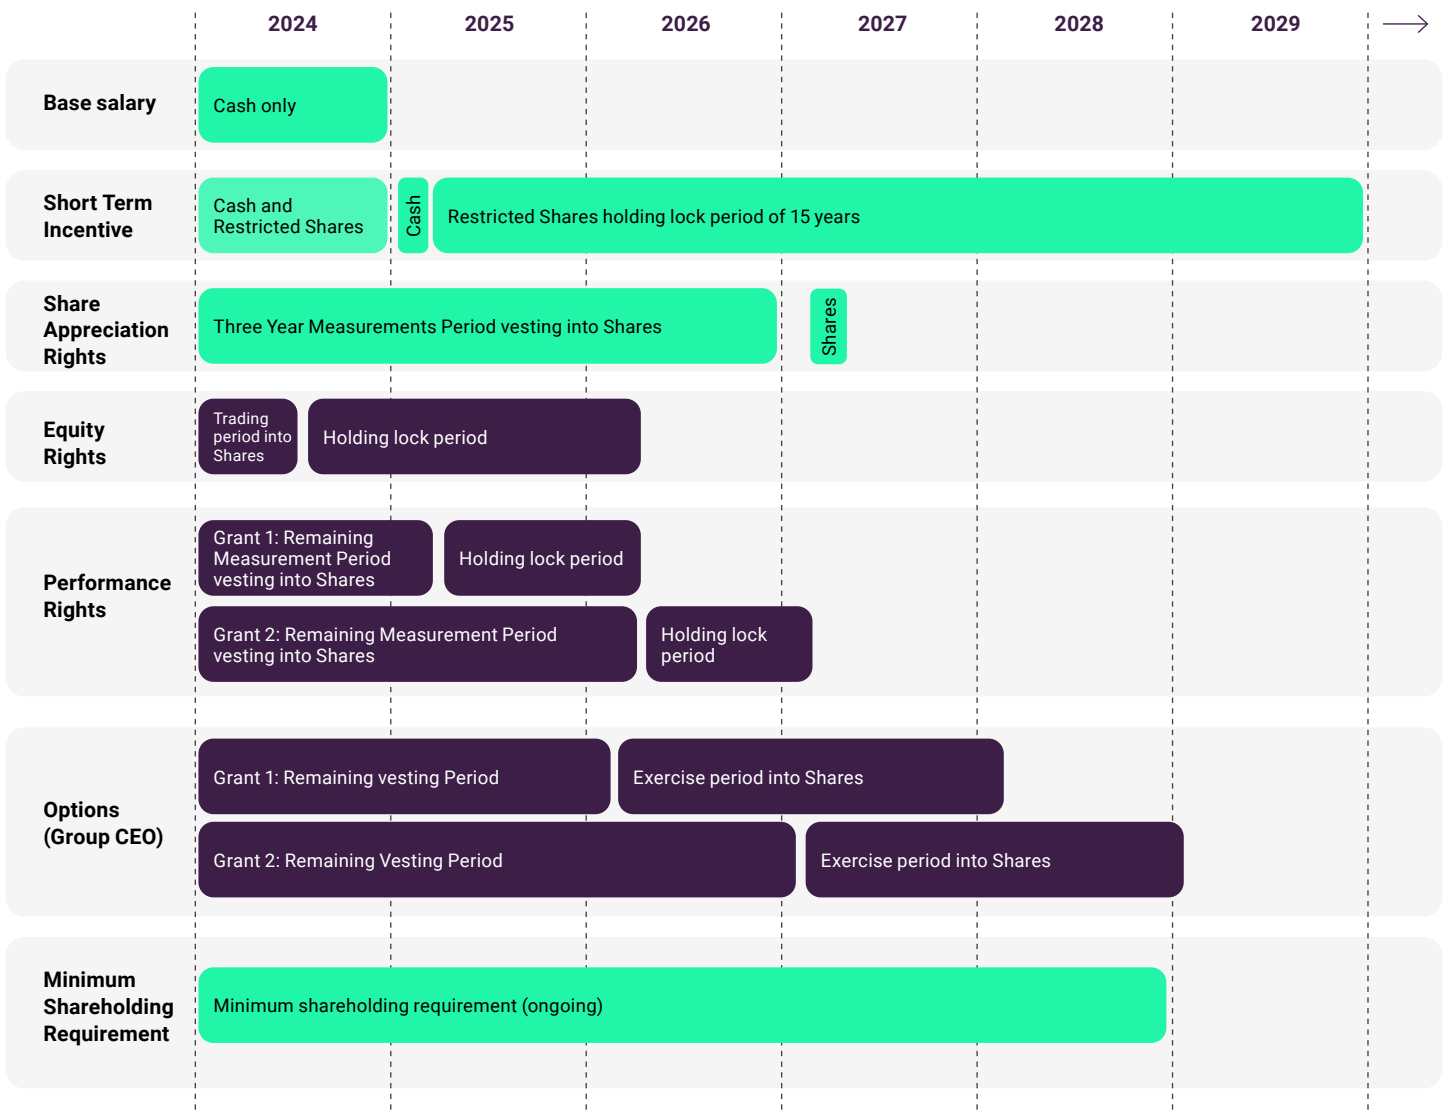 2024 2025 2026 2027 2028 2029
Base salary
Cash only
Short Term
Incentive
Cash and
Restricted Shares
Cash
Restricted Shares holding lock period of 15 years
Share
Appreciation
Rights
Three Year Measurements Period vesting into Shares
Shares
Equity
Rights
Trading
period into
Shares
Holding lock period
Performance
Rights
Grant 1: Remaining
Measurement Period
vesting into Shares
Holding lock period
Grant 2: Remaining Measurement Period
vesting into Shares
Holding lock
period
Options
(Group CEO)
Grant 1: Remaining vesting Period
Exercise period into Shares
Grant 2: Remaining Vesting Period
Exercise period into Shares
Minimum
Shareholding
Requirement
Minimum shareholding requirement (ongoing)